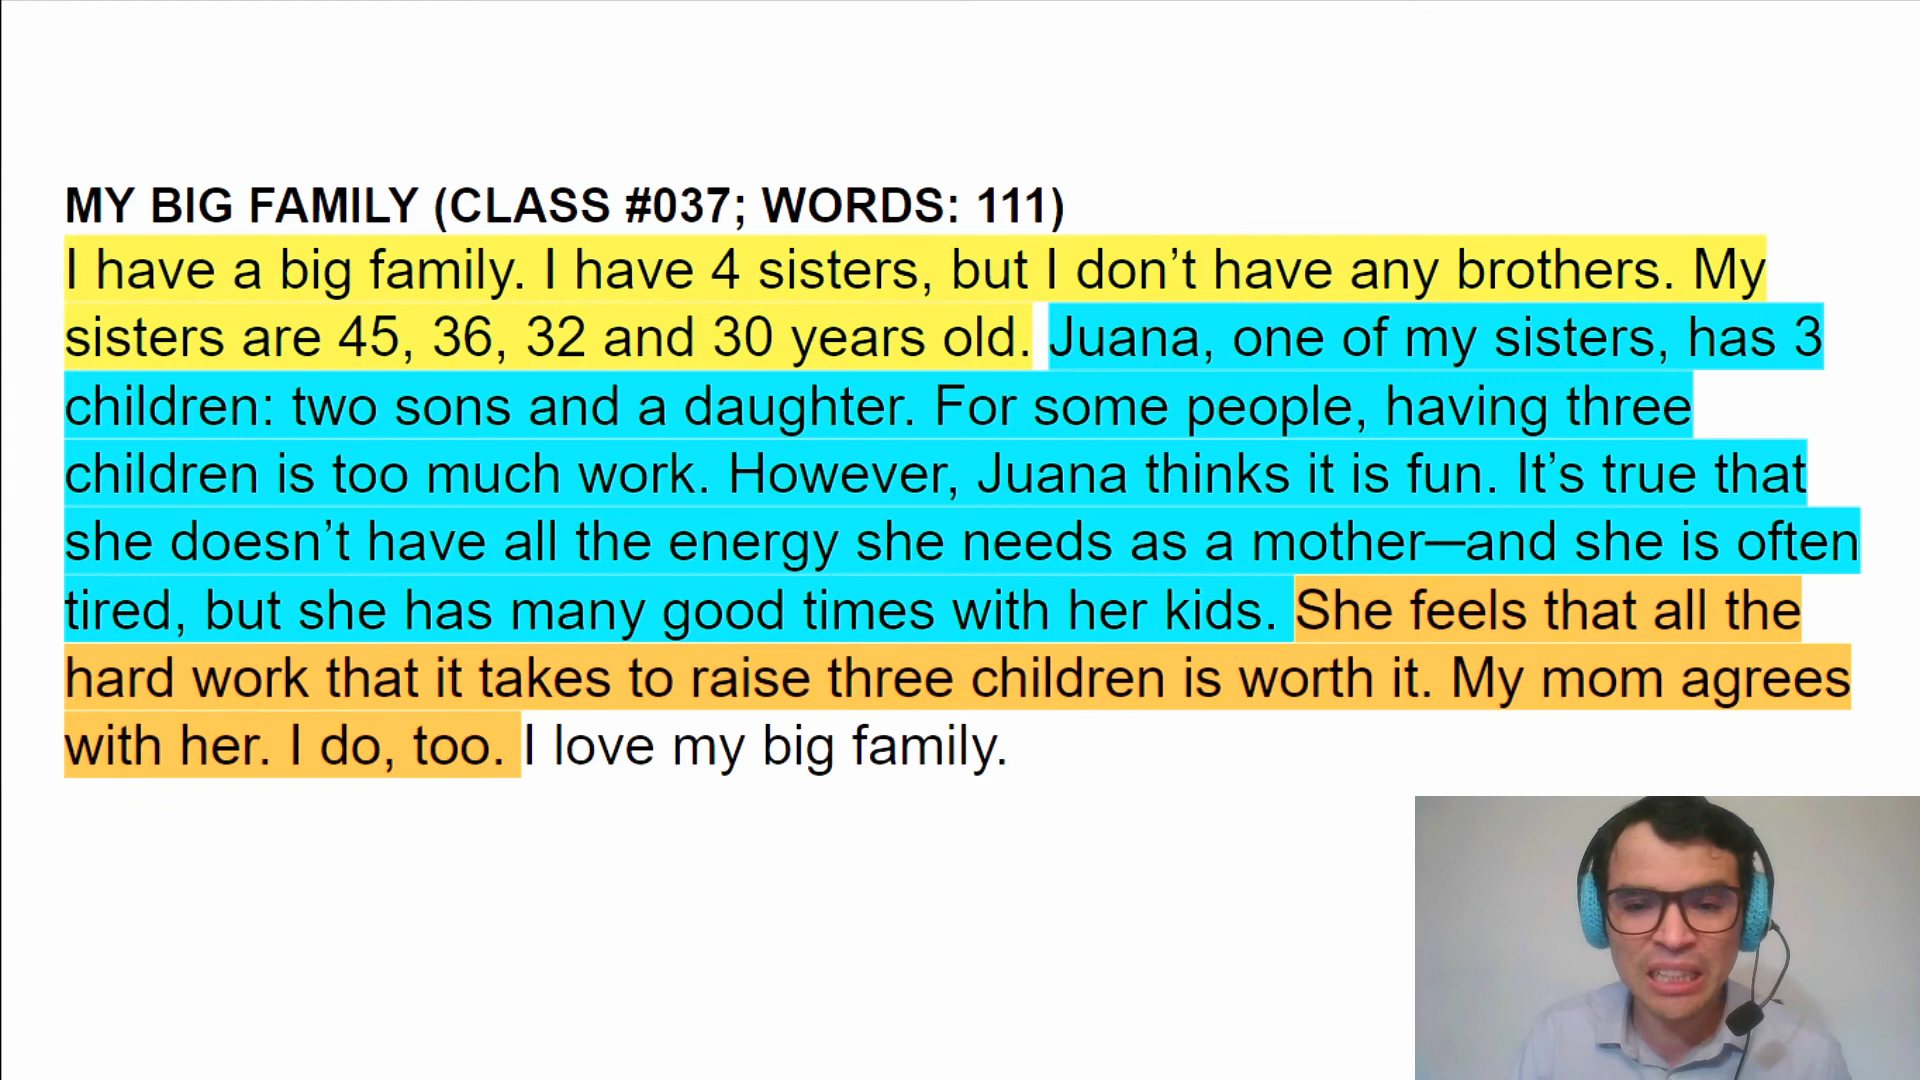 MY BIG FAMILY (CLASS #037; WORDS: 111)
I have a big family. I have 4 sisters, but I don’t have any brothers. My
sisters are 45, 36, 32 and 30 years old. Juana, one of my sisters, has 3
children: two sons and a daughter. For some people, having three
children is too much work. However, Juana thinks it is fun. It’s true that
she doesn’t have all the energy she needs as a mother—and she is often
tired, but she has many good times with her kids. She feels that all the
hard work that it takes to raise three children is worth it. My mom agrees
with her. I do, too. I love my big family.